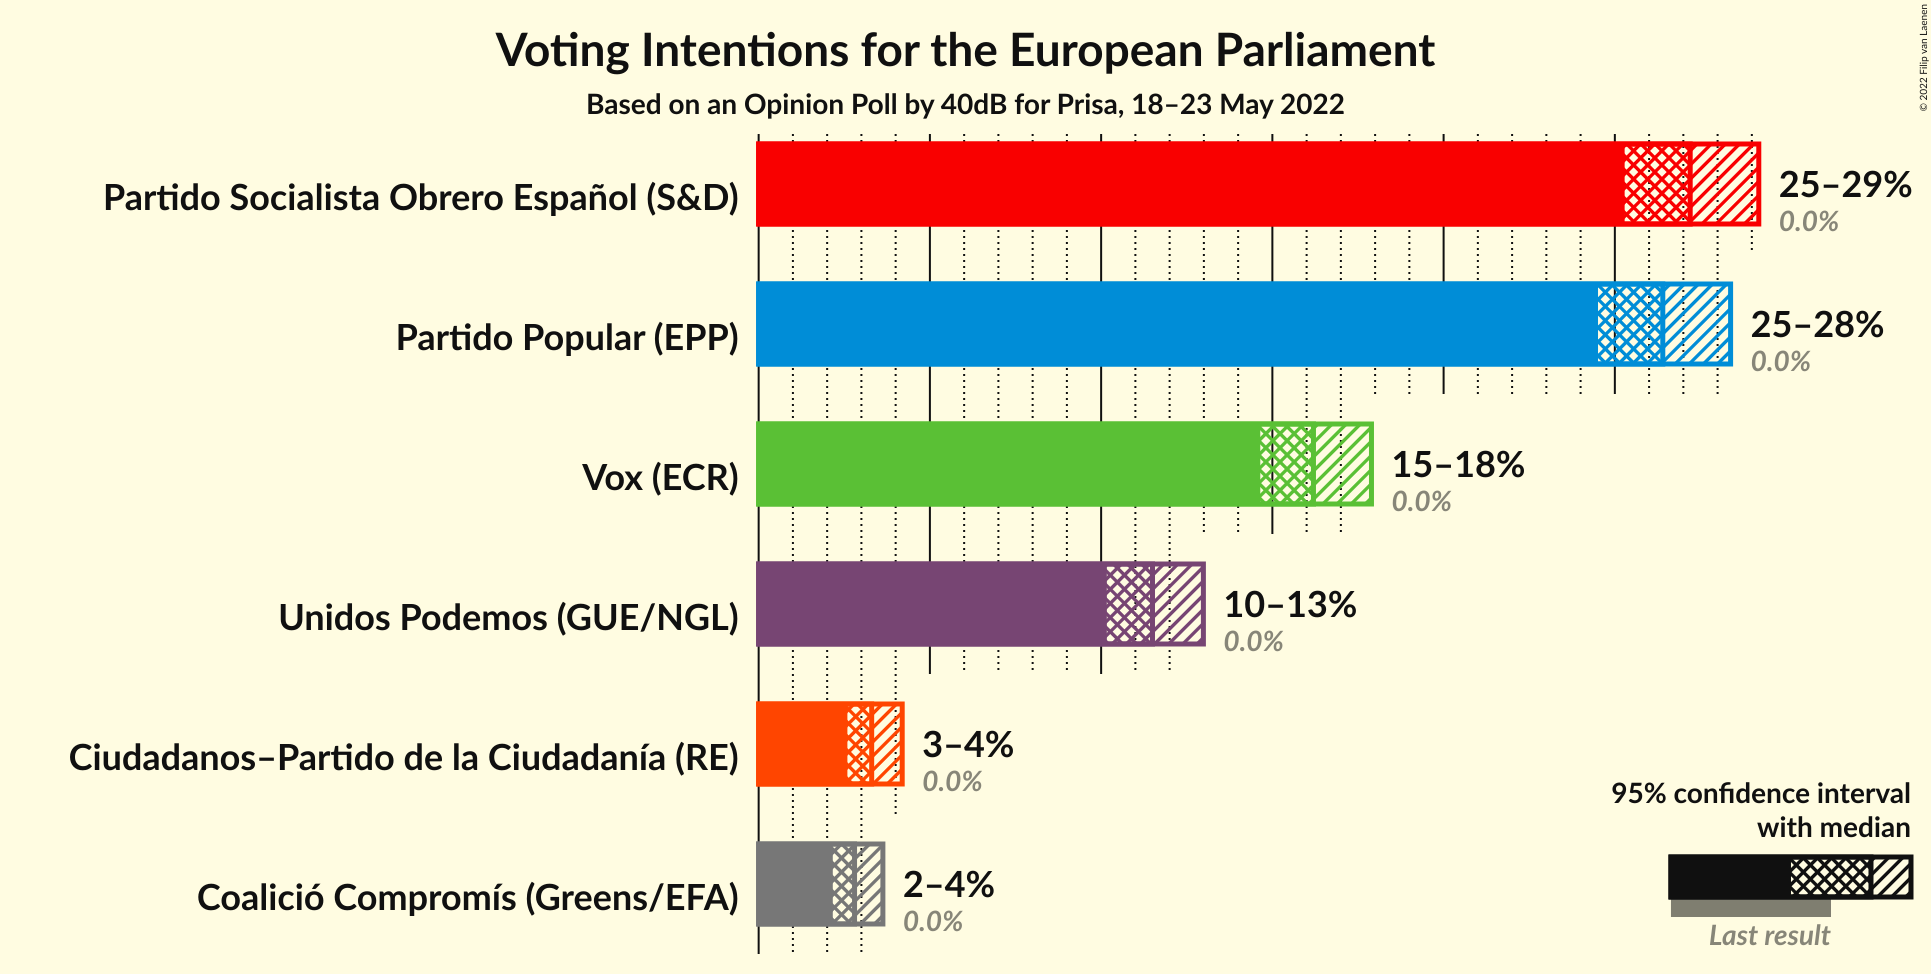 Voting Intentions for the European Parliament
Based on an Opinion Poll by 40dB for Prisa, 18–23 May 2022
© 2022 Filip van Laenen
Partido Socialista Obrero Español (S&D)
25–29%
0.0%
Partido Popular (EPP)
25–28%
0.0%
Vox (ECR)
15–18%
0.0%
Unidos Podemos (GUE/NGL)
10–13%
0.0%
Ciudadanos–Partido de la Ciudadanía (RE)
3–4%
0.0%
Coalició Compromís (Greens/EFA)
2–4%
0.0%
95% confidence interval
with median
Last result